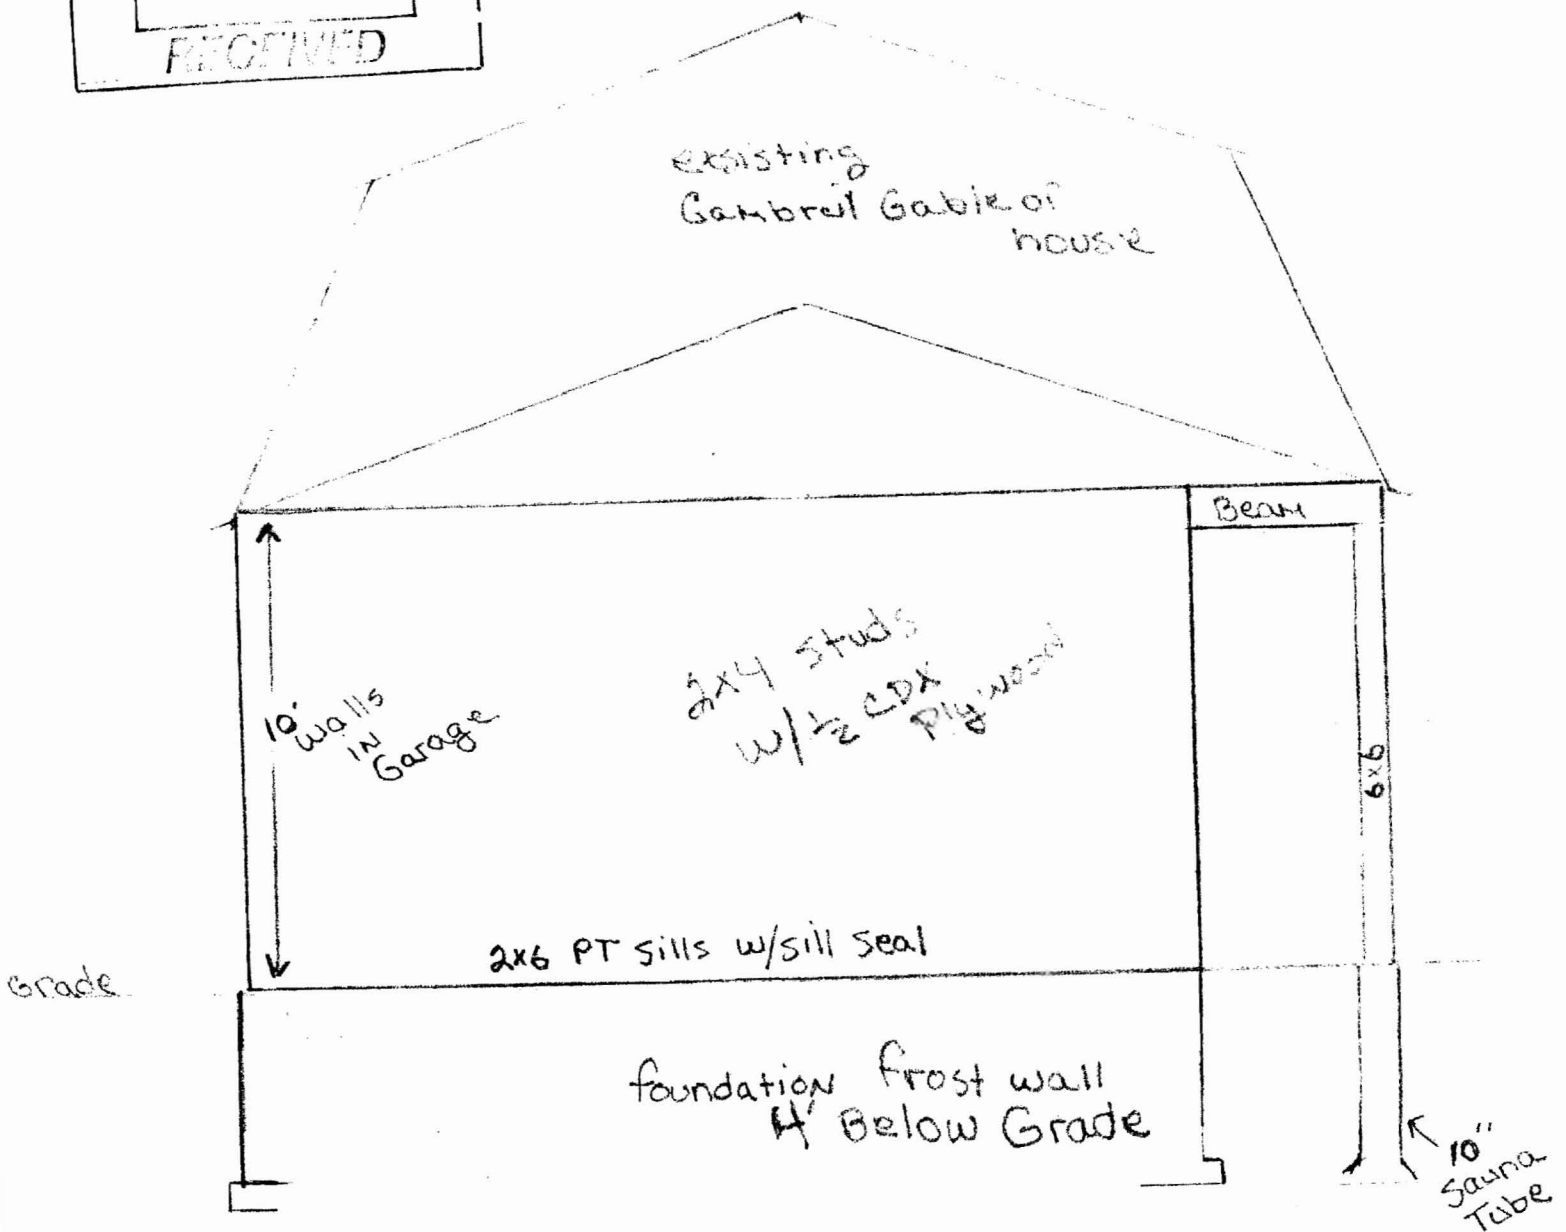 RECEIVED
exsisting
Gambrel Gable of
house
Beam
10' walls
in
Garage
2x4 studs
w/ 1/2 CDX
Plywood
6x6
2x6 PT sills w/sill seal
Grade
foundation frost wall
4' Below Grade
10"
Sauna
Tube